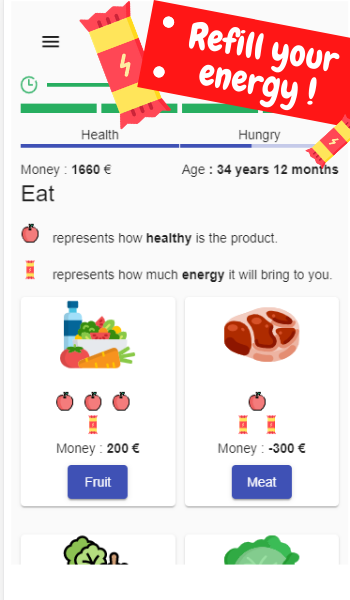 Refill your
energy !
Health
Hungry
Money : 1660 €
Age : 34 years 12 months
Eat
represents how healthy is the product.
represents how much energy it will bring to you.
Money : 200 €
Money : -300 €
Fruit
Meat